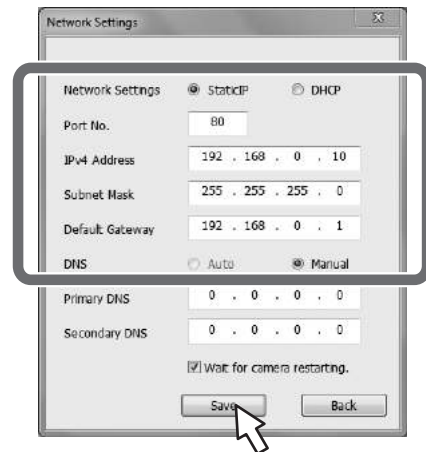 Network Settings
Network Settings StaticIP DHCP
Port No. 80
IPv4 Address 192 . 168 . 0 . 10
Subnet Mask 255 . 255 . 255 . 0
Default Gateway 192 . 168 . 0 . 1
DNS Auto Manual
Primary DNS 0 . 0 . 0 . 0
Secondary DNS 0 . 0 . 0 . 0
Wait for camera restarting.
Save Back